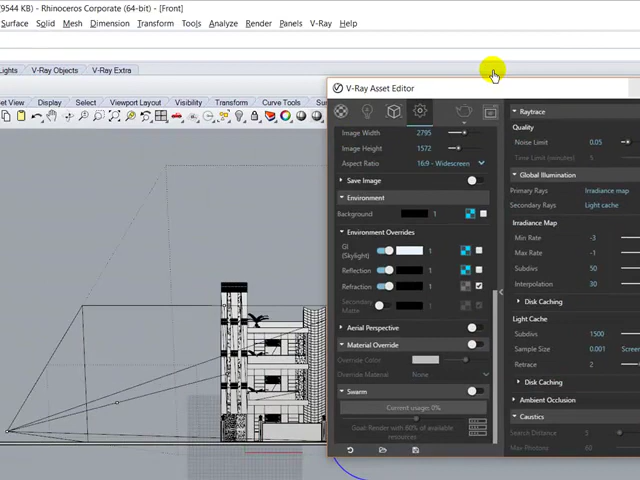 (9544 KB) - Rhinoceros Corporate (64-bit) - [Front]
Surface Solid Mesh Dimension Transform Tools Analyze Render Panels V-Ray Help
Lights V-Ray Objects V-Ray Extra
Set View Display Select Viewport Layout Visibility Transform Curve Tools
V-Ray Asset Editor
Image Width 2795
Image Height 1572
Aspect Ratio 16:9 - Widescreen
Save Image
Environment
Background 1
Environment Overrides
GI (Skylight) 1
Reflection 1
Refraction 1
Secondary Matte 1
Aerial Perspective
Material Override
Override Color
Override Material None
Swarm
Current usage: 0%
Goal: Render with 60% of available resources
Raytrace
Quality
Noise Limit 0.05
Time Limit (minutes) 5
Global Illumination
Primary Rays Irradiance map
Secondary Rays Light cache
Irradiance Map
Min Rate -3
Max Rate -1
Subdivs 50
Interpolation 30
Disk Caching
Light Cache
Subdivs 1500
Sample Size 0.001 Screen
Retrace 2
Disk Caching
Ambient Occlusion
Caustics
Search Distance 5
Max Photons 60